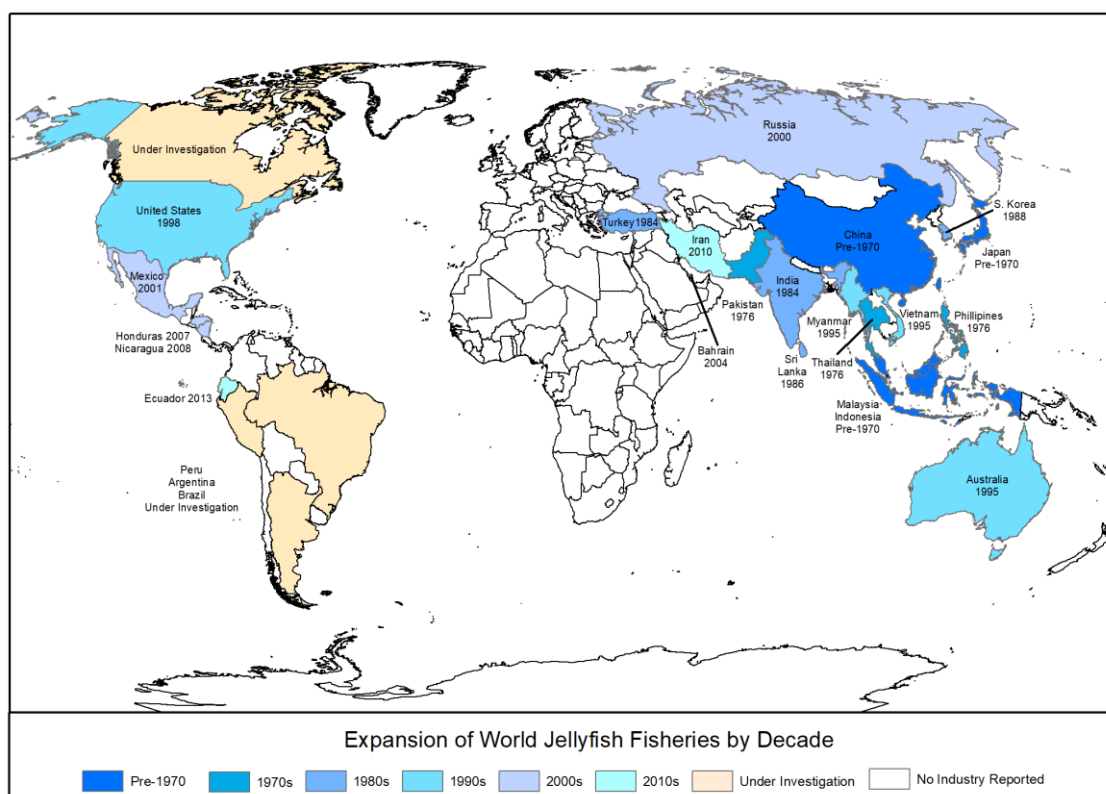 Under Investigation
Russia
2000
United States
1998
S. Korea
1988
Turkey 1984
China
Pre-1970
Iran
2010
Japan
Pre-1970
Mexico
2001
India
1984
Pakistan
1976
Vietnam
1995
Phillipines
1976
Myanmar
1995
Honduras 2007
Nicaragua 2008
Bahrain
2004
Sri
Lanka
1986
Thailand
1976
Ecuador 2013
Malaysia
Indonesia
Pre-1970
Peru
Argentina
Brazil
Under Investigation
Australia
1995
Expansion of World Jellyfish Fisheries by Decade
Pre-1970
1970s
1980s
1990s
2000s
2010s
Under Investigation
No Industry Reported